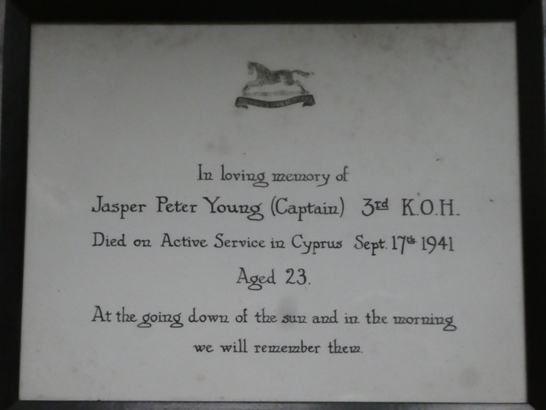 In loving memory of
Jasper Peter Young (Captain) 3rd K.O.H.
Died on Active Service in Cyprus Sept. 17th 1941
Aged 23.
At the going down of the sun and in the morning
we will remember them.